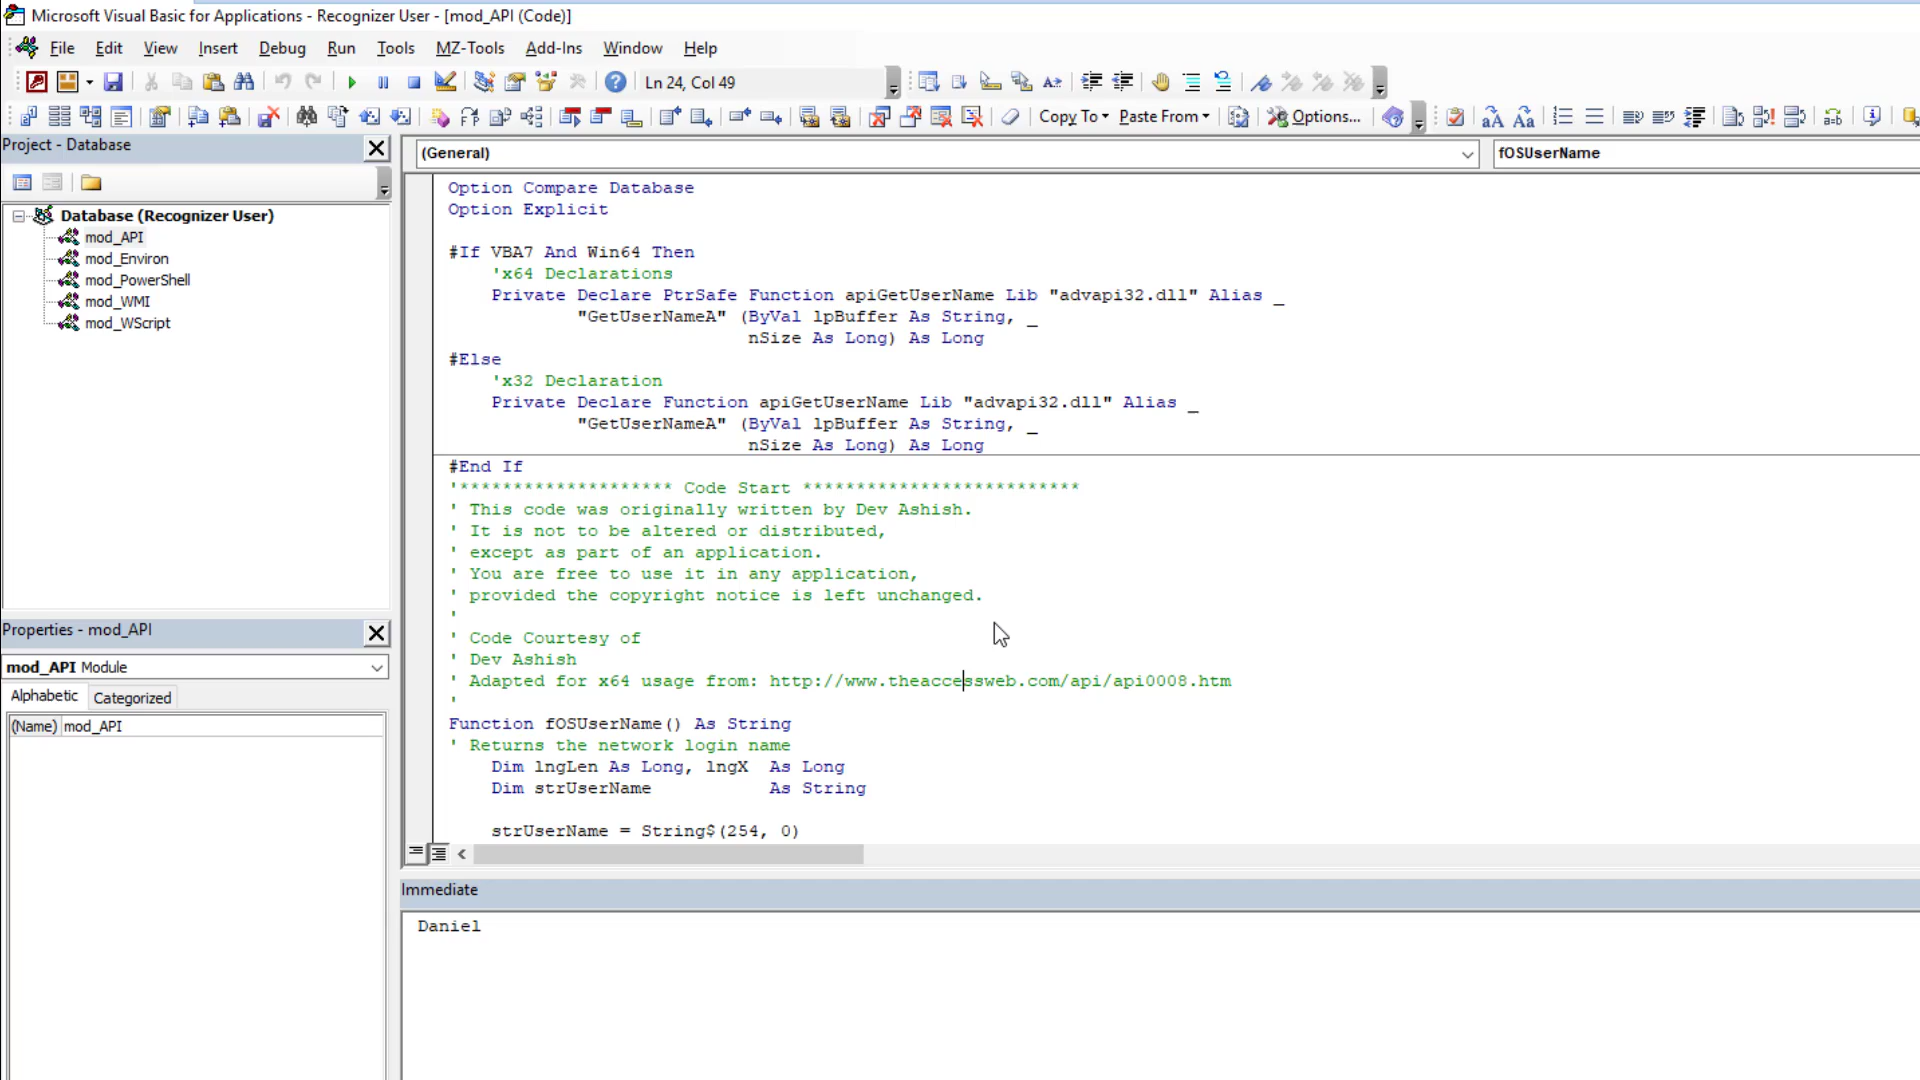 Microsoft Visual Basic for Applications - Recognizer User - [mod_API (Code)]
File Edit View Insert Debug Run Tools MZ-Tools Add-Ins Window Help
Ln 24, Col 49
Copy To Paste From Options...
Project - Database
(General) fOSUserName
Database (Recognizer User)
mod_API
mod_Environ
mod_PowerShell
mod_WMI
mod_WScript
Properties - mod_API
mod_API Module
Alphabetic Categorized
(Name) mod_API
Option Compare Database
Option Explicit
#If VBA7 And Win64 Then
'x64 Declarations
Private Declare PtrSafe Function apiGetUserName Lib "advapi32.dll" Alias _
"GetUserNameA" (ByVal lpBuffer As String, _
nSize As Long) As Long
#Else
'x32 Declaration
Private Declare Function apiGetUserName Lib "advapi32.dll" Alias _
"GetUserNameA" (ByVal lpBuffer As String, _
nSize As Long) As Long
#End If
'******************** Code Start **************************
' This code was originally written by Dev Ashish.
' It is not to be altered or distributed,
' except as part of an application.
' You are free to use it in any application,
' provided the copyright notice is left unchanged.
'
' Code Courtesy of
' Dev Ashish
' Adapted for x64 usage from: http://www.theaccessweb.com/api/api0008.htm
'
Function fOSUserName() As String
' Returns the network login name
Dim lngLen As Long, lngX As Long
Dim strUserName As String
strUserName = String$(254, 0)
Immediate
Daniel